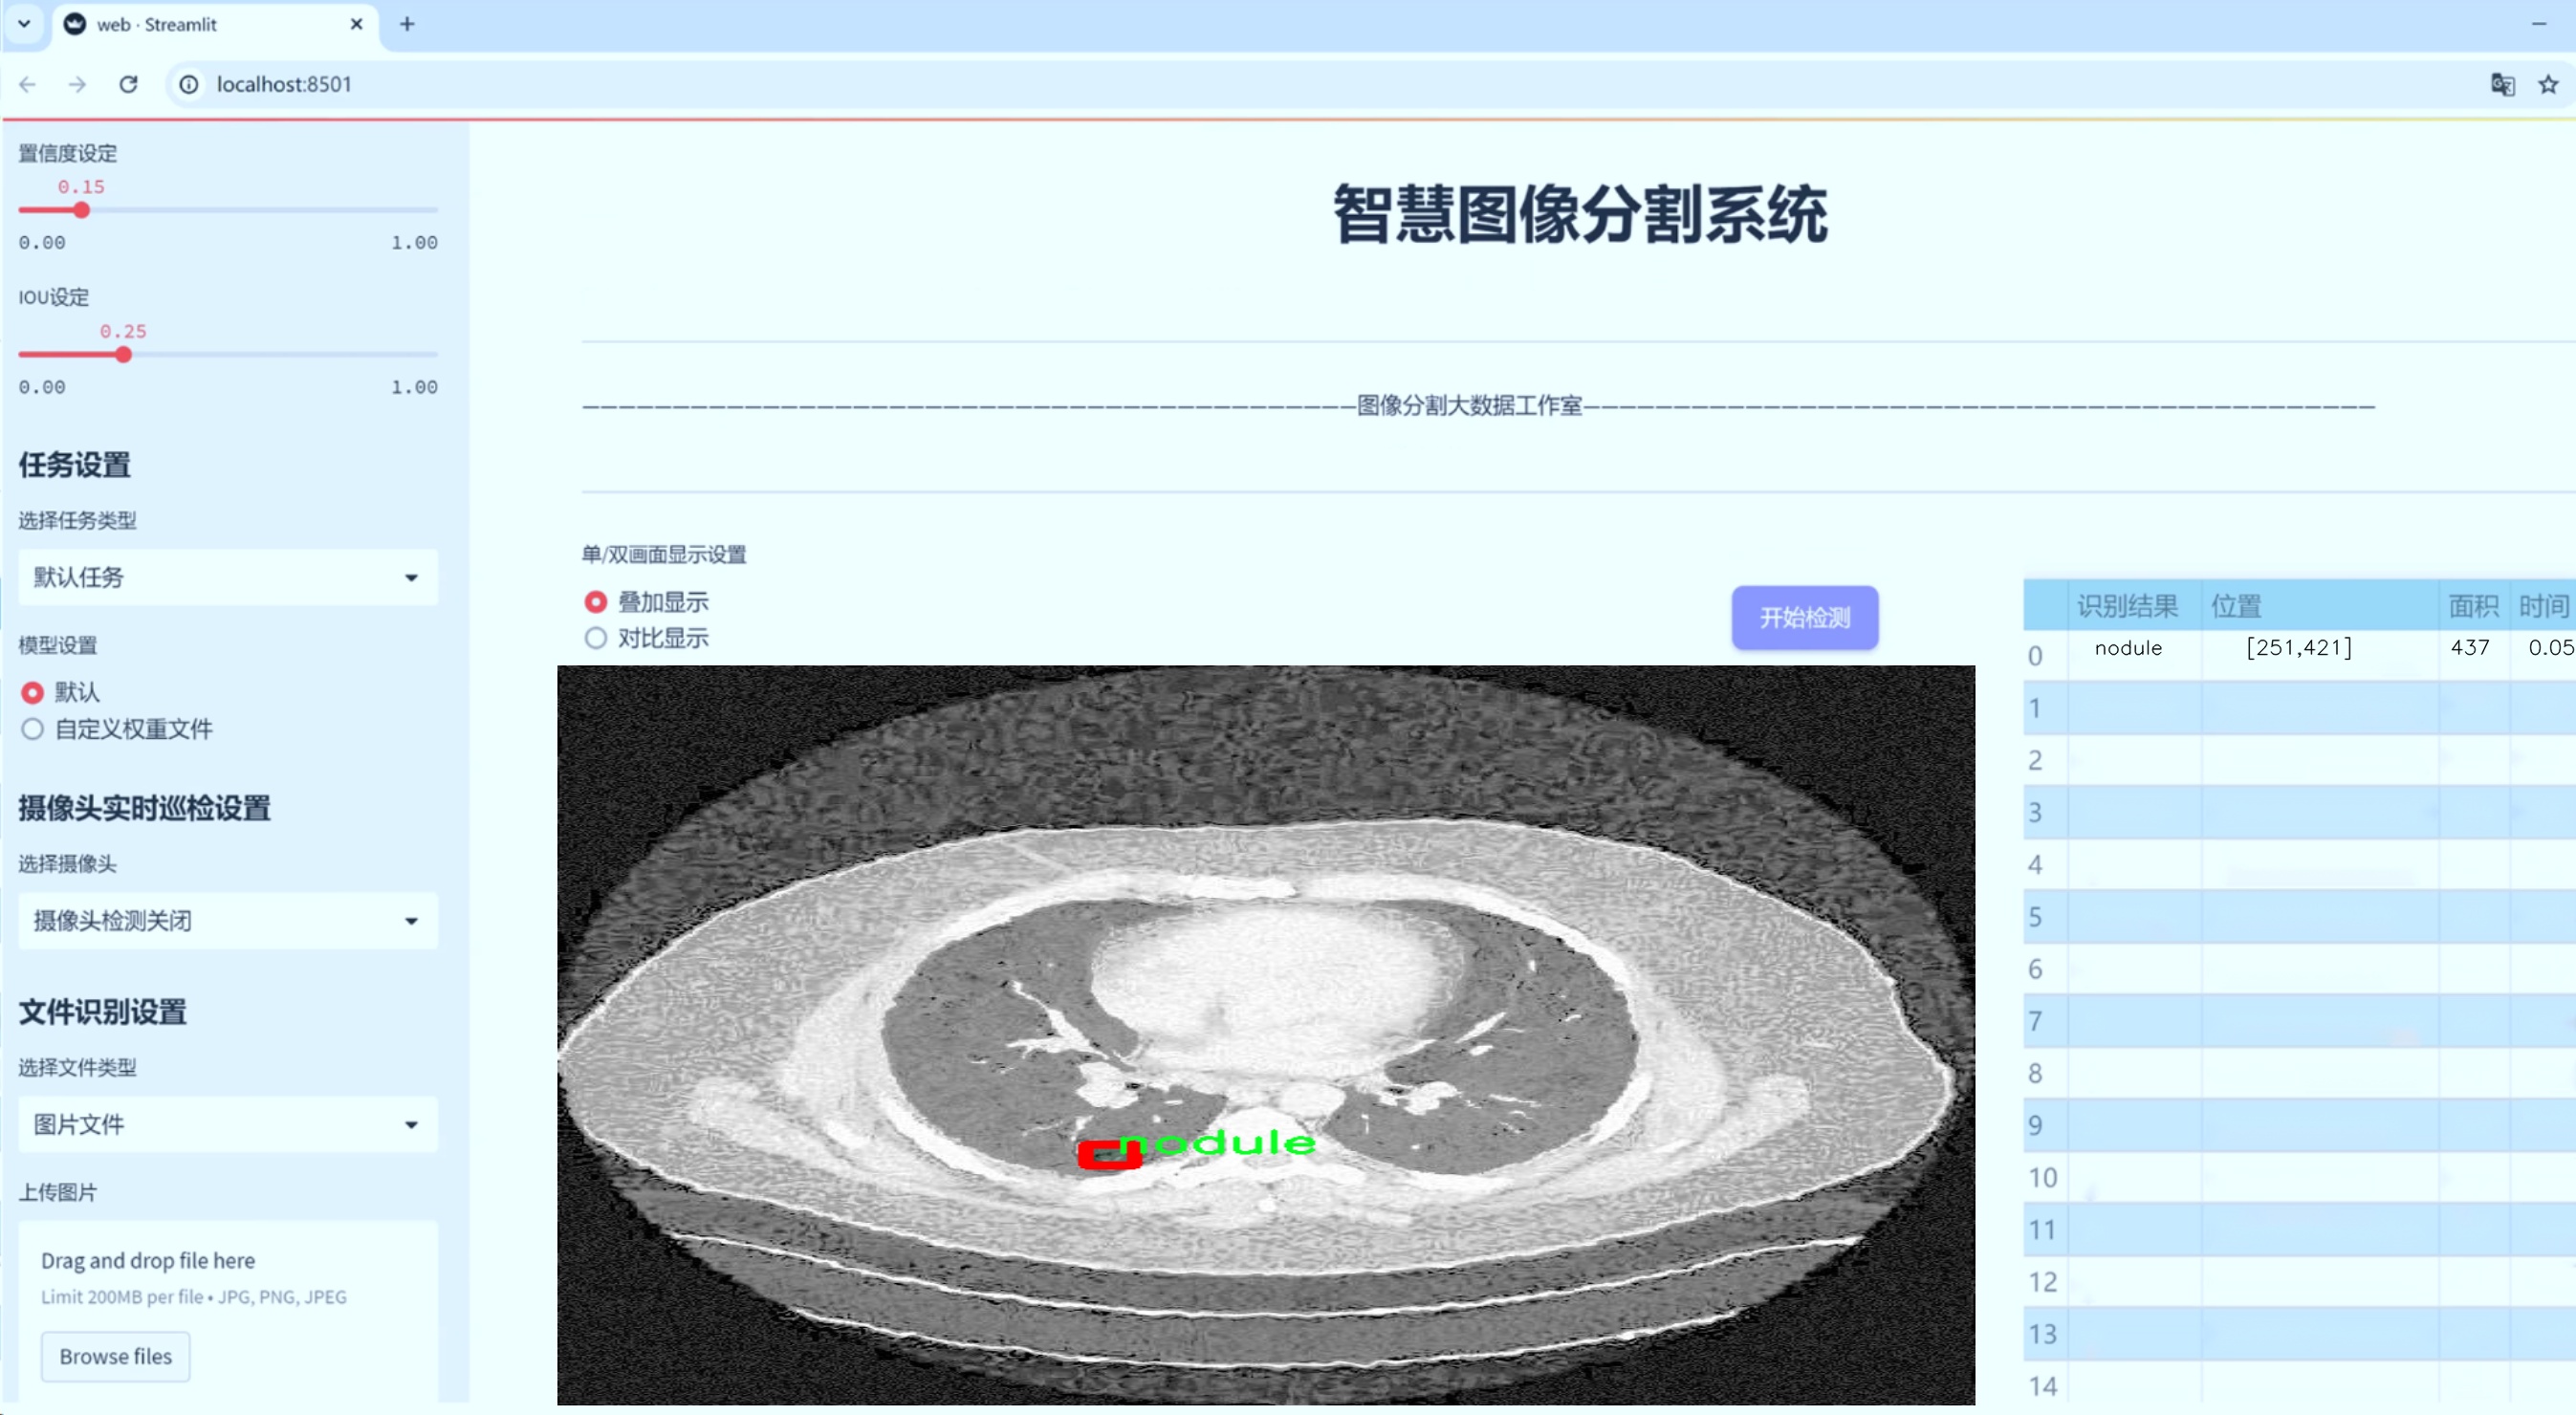 web · Streamlit
localhost:8501
置信度设定
0.15
0.00 1.00
IOU设定
0.25
0.00 1.00
任务设置
选择任务类型
默认任务
模型设置
默认
自定义权重文件
摄像头实时巡检设置
选择摄像头
摄像头检测关闭
文件识别设置
选择文件类型
图片文件
上传图片
Drag and drop file here
Limit 200MB per file • JPG, PNG, JPEG
Browse files
智慧图像分割系统
———————————————————————————————————————————图像分割大数据工作室————————————————————————————————————————————
单/双画面显示设置
叠加显示
对比显示
开始检测
nodule
识别结果 位置 面积 时间
0 nodule [251,421] 437 0.05
1
2
3
4
5
6
7
8
9
10
11
12
13
14